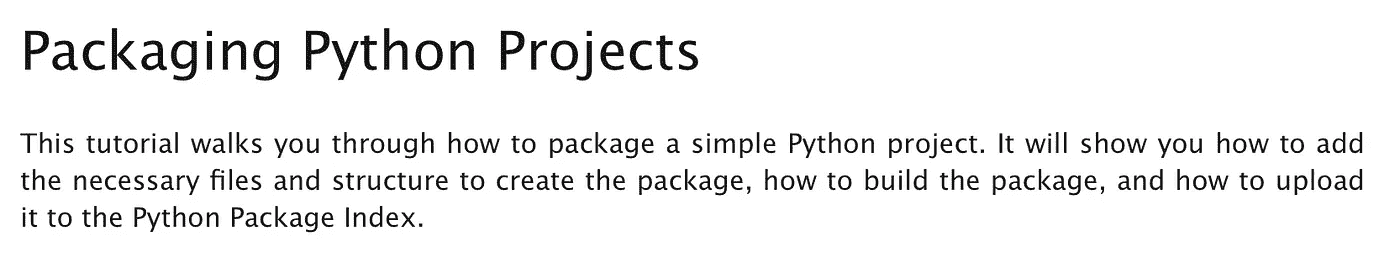 Packaging Python Projects
This tutorial walks you through how to package a simple Python project. It will show you how to add
the necessary files and structure to create the package, how to build the package, and how to upload
it to the Python Package Index.